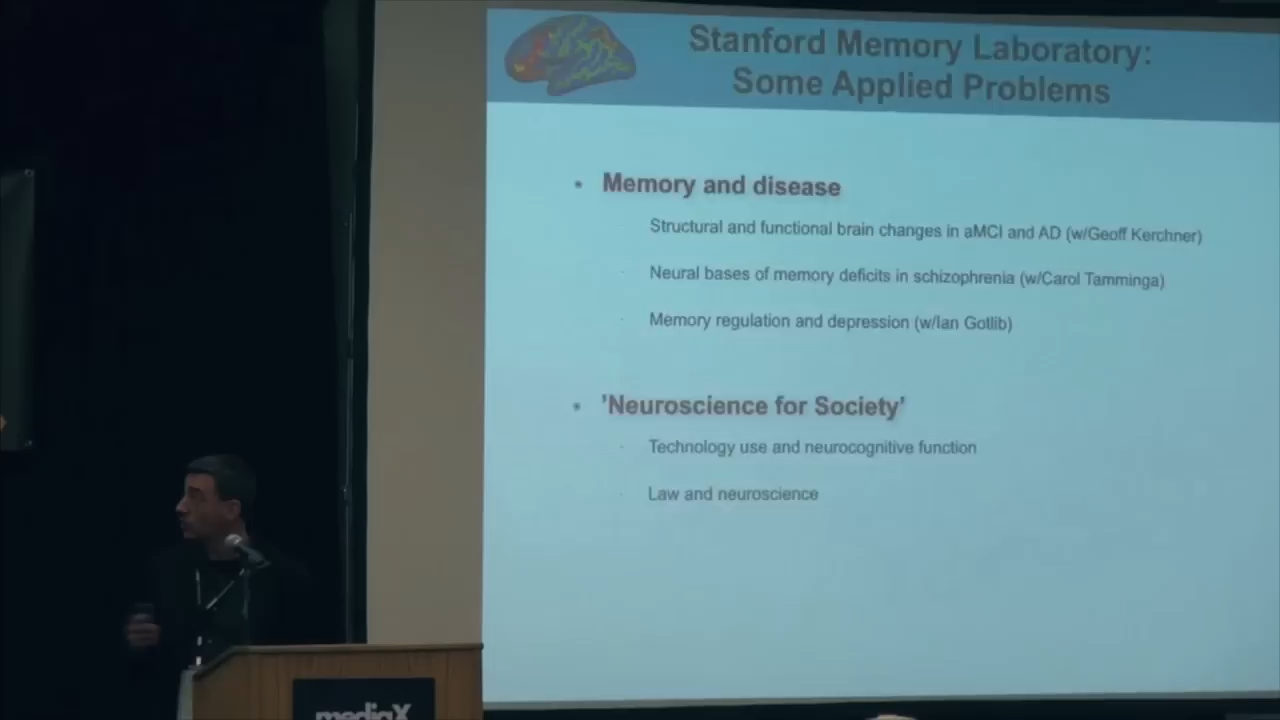 Stanford Memory Laboratory:
Some Applied Problems
• Memory and disease
Structural and functional brain changes in aMCI and AD (w/Geoff Kerchner)
Neural bases of memory deficits in schizophrenia (w/Carol Tamminga)
Memory regulation and depression (w/Ian Gotlib)
• 'Neuroscience for Society'
Technology use and neurocognitive function
Law and neuroscience
mediaX